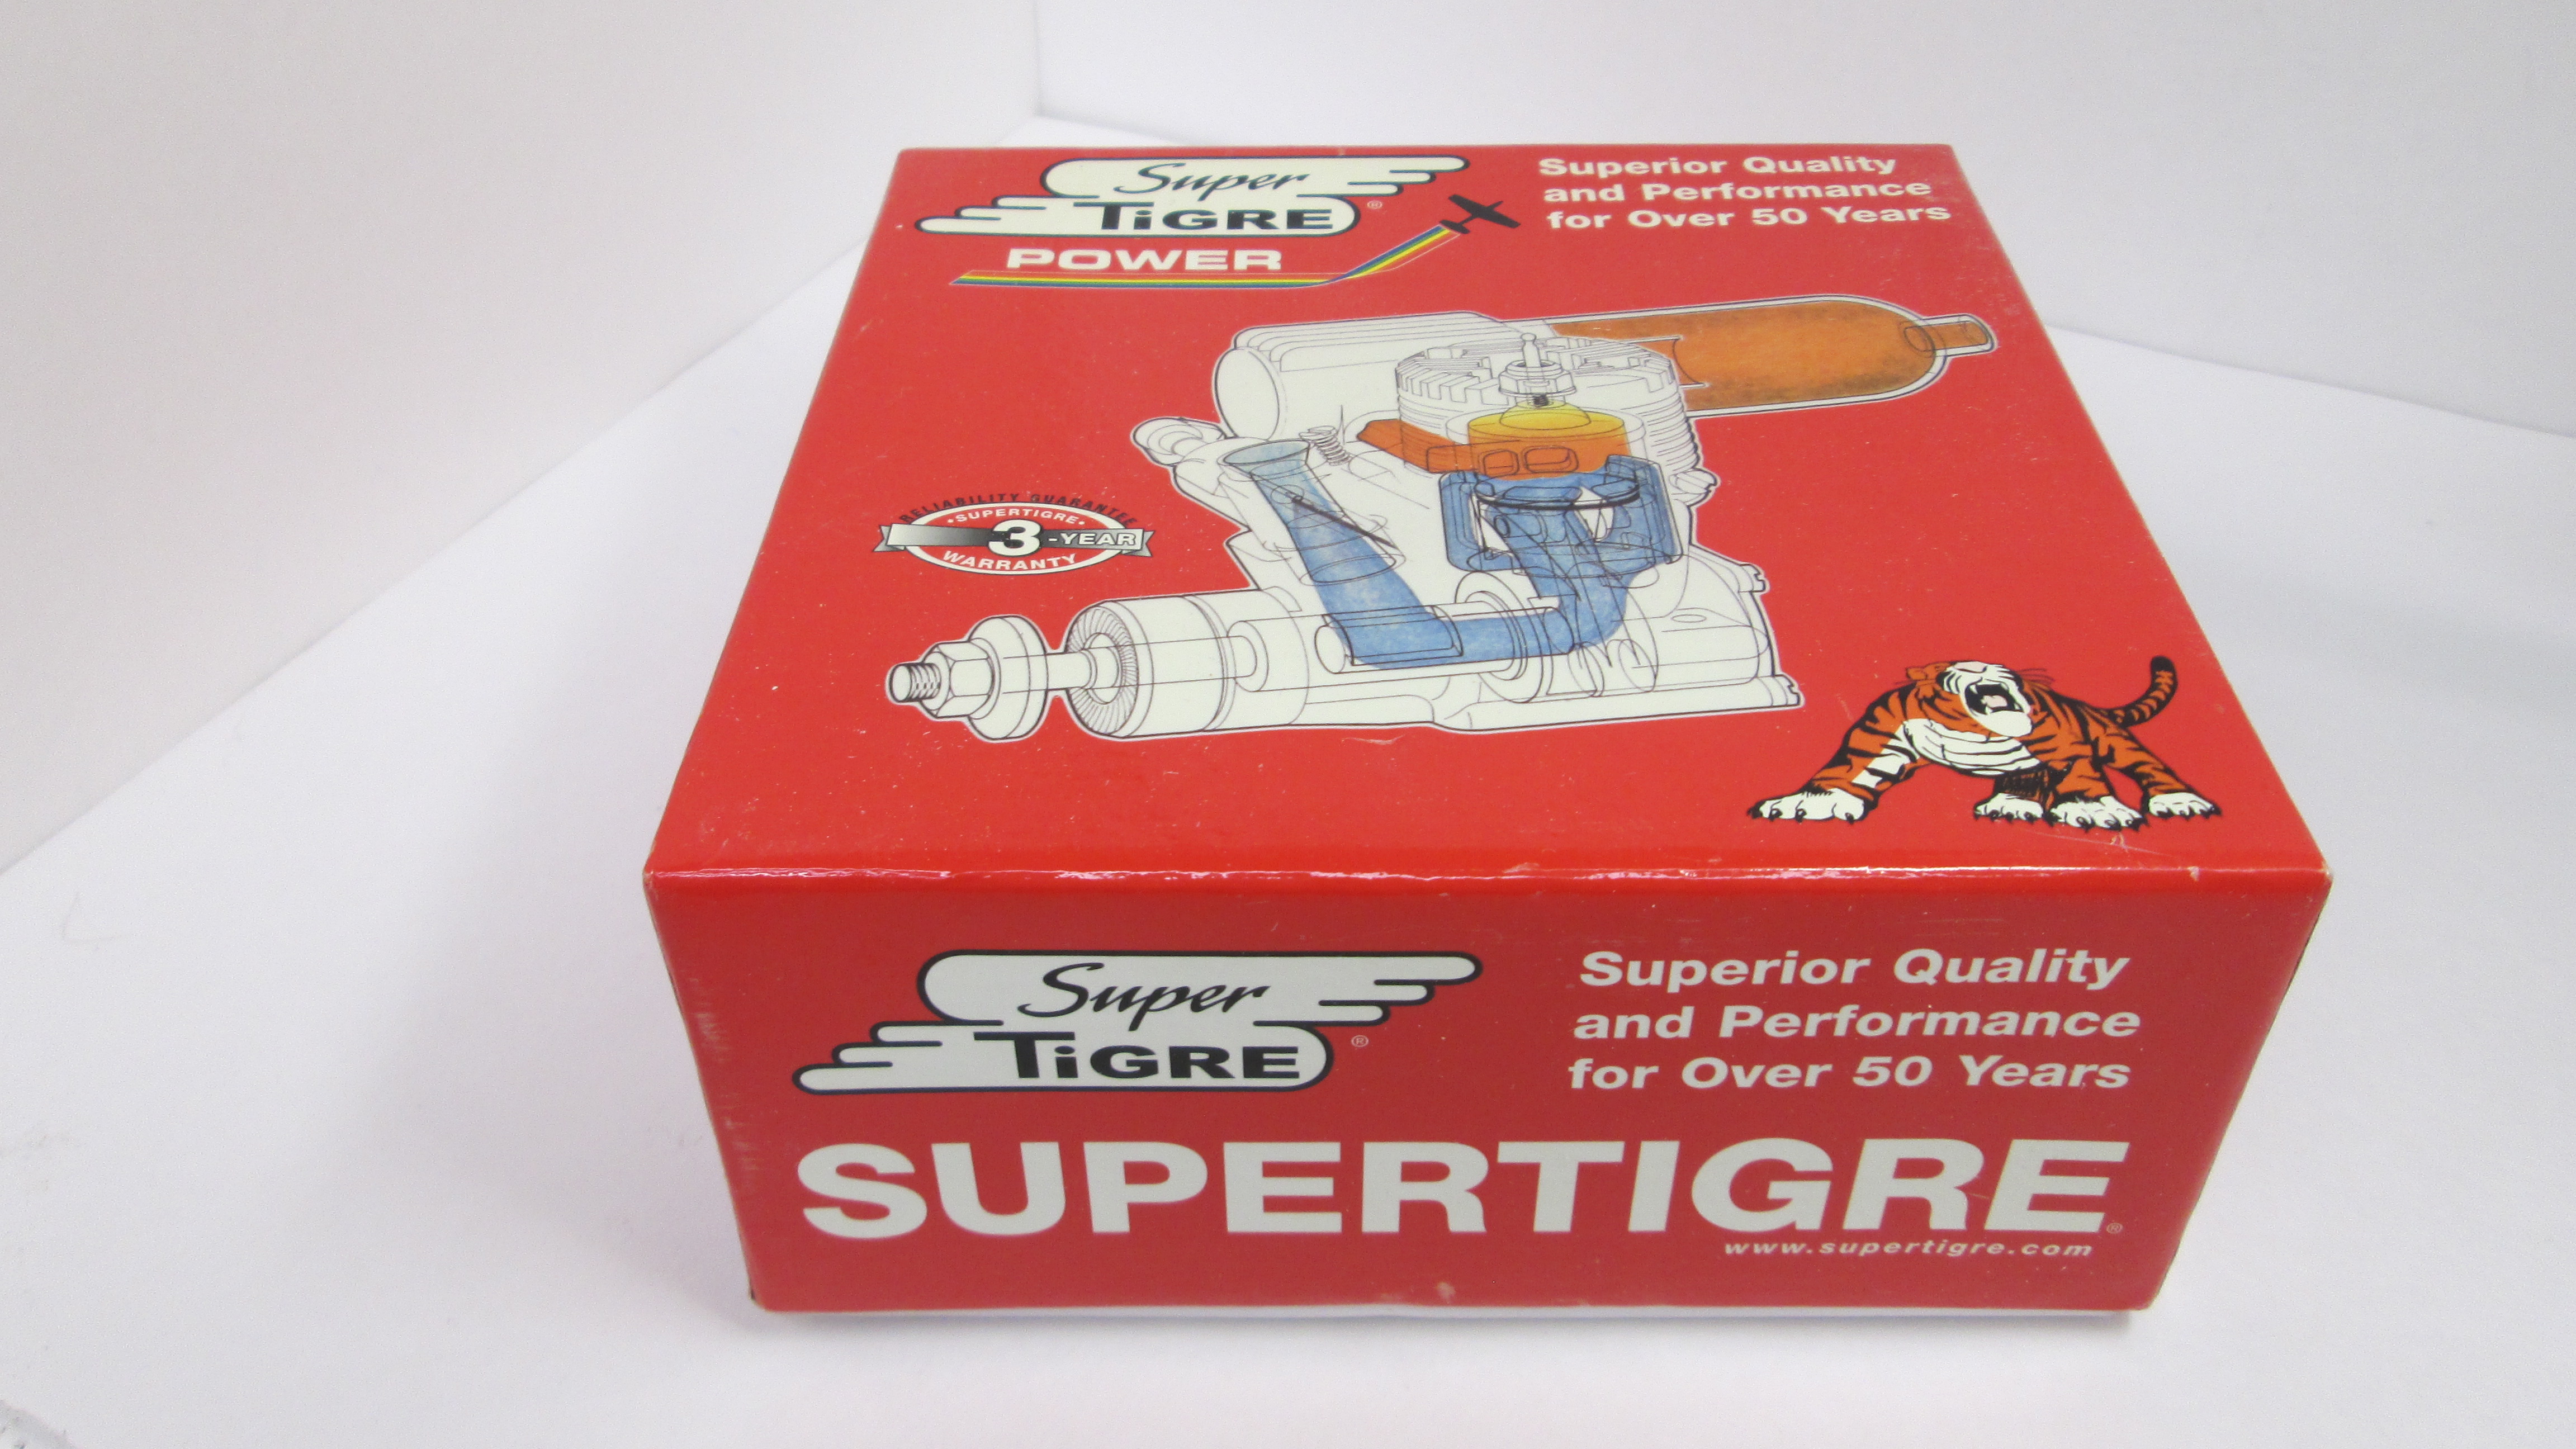 Super
TiGRE®
POWER
Superior Quality
and Performance
for Over 50 Years
RELIABILITY GUARANTEE
•SUPERTIGRE•
3-YEAR
WARRANTY
Super
TiGRE®
Superior Quality
and Performance
for Over 50 Years
SUPERTIGRE®
www.supertigre.com